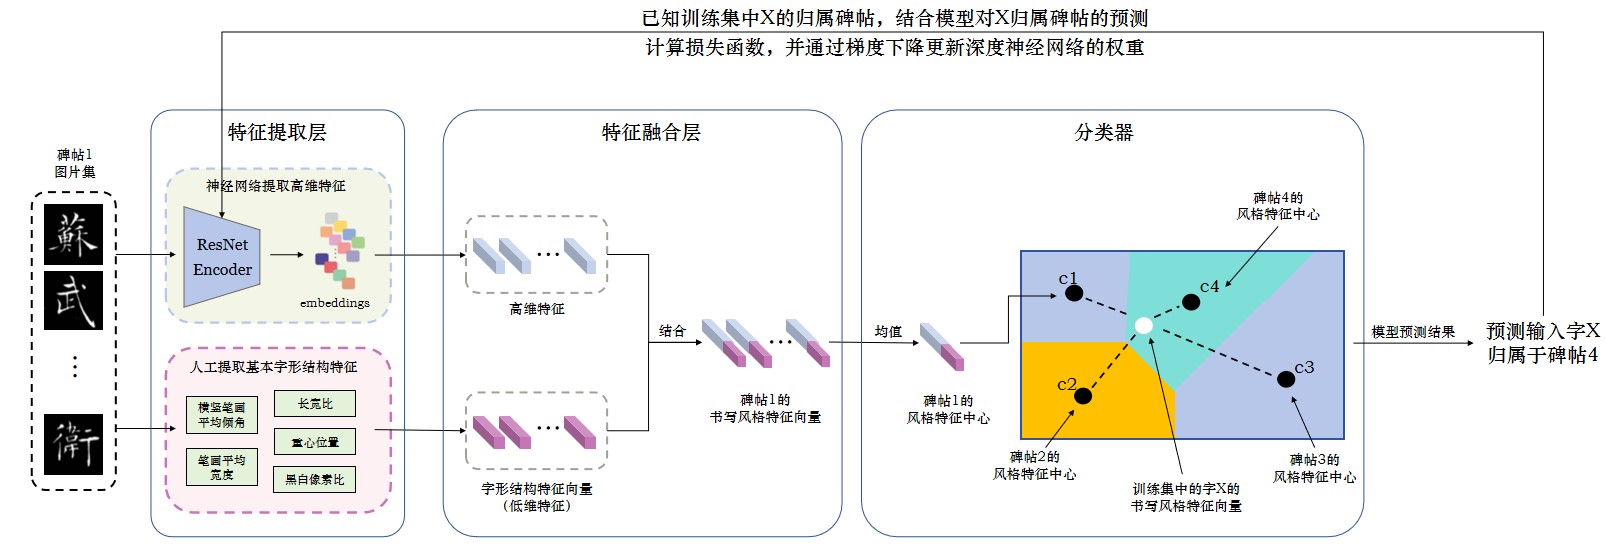 已知训练集中X的归属碑帖，结合模型对X归属碑帖的预测
计算损失函数，并通过梯度下降更新深度神经网络的权重
碑帖1
图片集
蘇
武
⋮
衛
特征提取层
神经网络提取高维特征
ResNet
Encoder
embeddings
人工提取基本字形结构特征
横竖笔画
平均倾角
长宽比
重心位置
笔画平均
宽度
黑白像素比
特征融合层
...
高维特征
...
字形结构特征向量
（低维特征）
结合
...
碑帖1的
书写风格特征向量
均值
分类器
碑帖1的
风格特征中心
碑帖4的
风格特征中心
c1
c4
c3
c2
碑帖2的
风格特征中心
训练集中的字X的
书写风格特征向量
碑帖3的
风格特征中心
模型预测结果
预测输入字X
归属于碑帖4